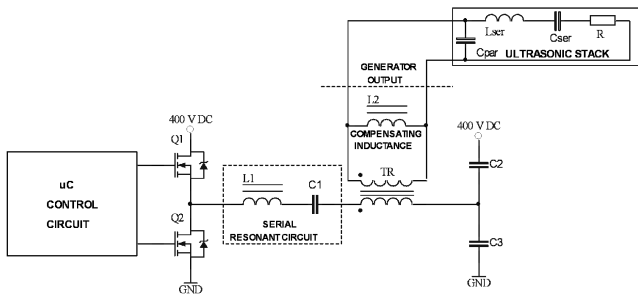 Lser
Cser
R
Cpar
ULTRASONIC STACK
GENERATOR
OUTPUT
L2
400 V DC
COMPENSATING
INDUCTANCE
400 V DC
Q1
uC
CONTROL
CIRCUIT
L1
C1
TR
C2
Q2
SERIAL
RESONANT CIRCUIT
C3
GND
GND